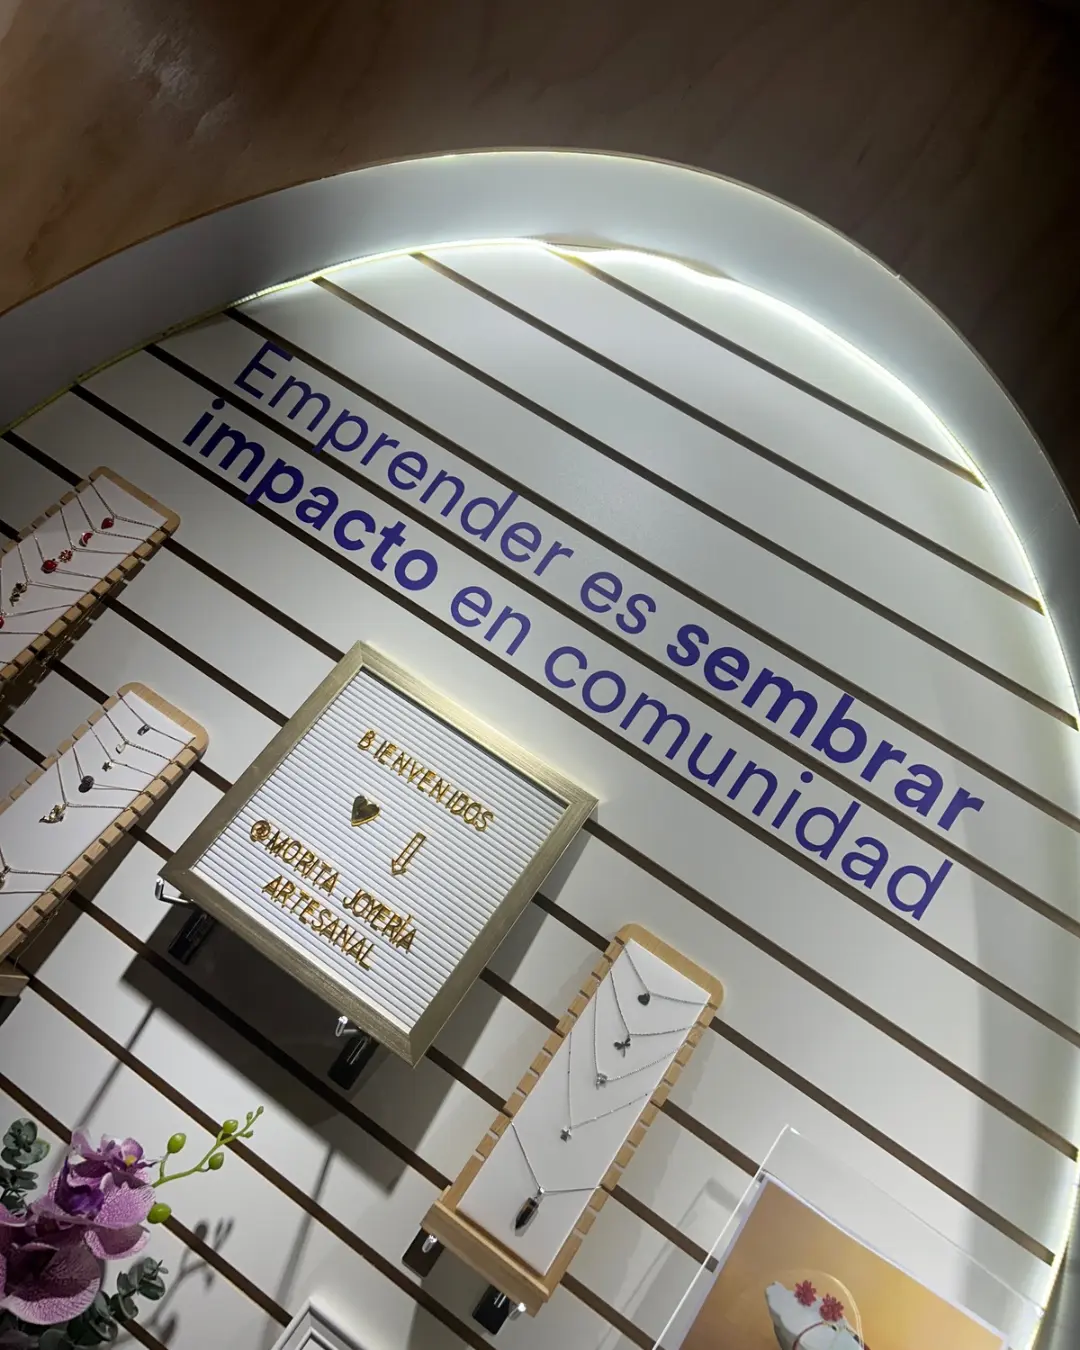 Emprender es sembrar
impacto en comunidad
BIENVENIDOS
@MORITA JOYERÍA
ARTESANAL